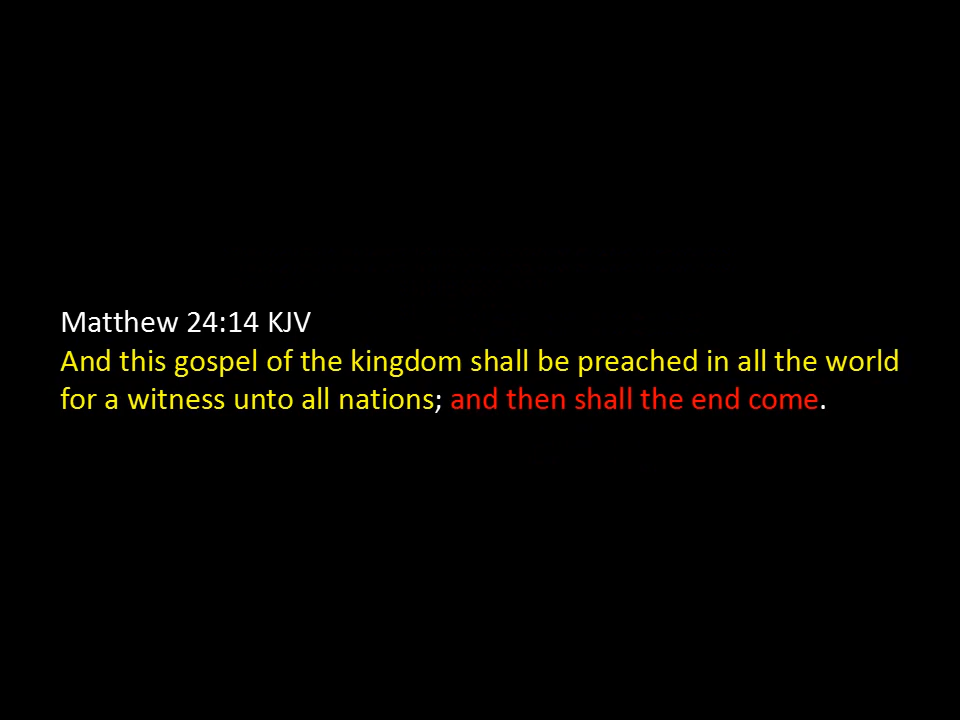 Matthew 24:14 KJV
And this gospel of the kingdom shall be preached in all the world
for a witness unto all nations; and then shall the end come.